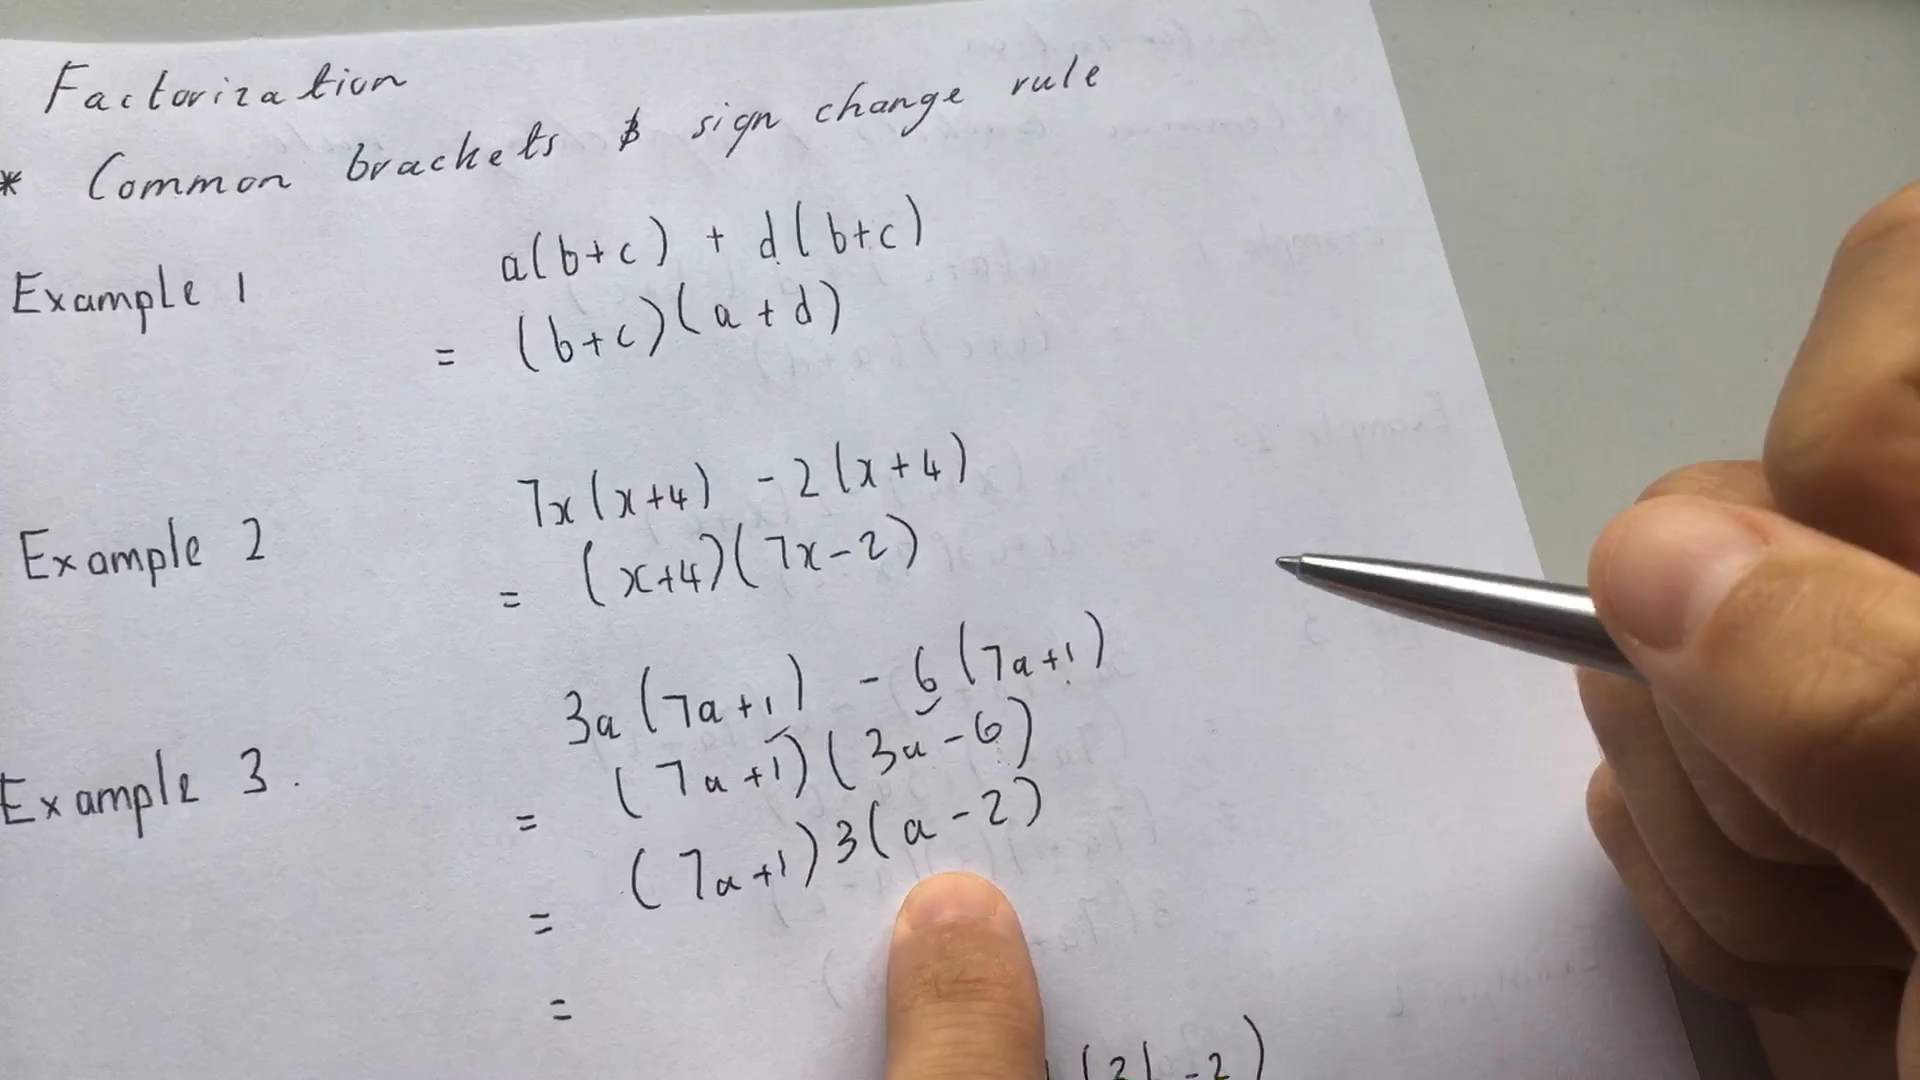 Factorization
* Common brackets & sign change rule
Example 1 a(b+c) + d(b+c)
= (b+c)(a+d)
Example 2 7x(x+4) -2(x+4)
= (x+4)(7x-2)
Example 3. 3a(7a+1) - 6(7a+1)
= (7a+1)(3a-6)
= (7a+1)3(a-2)
=